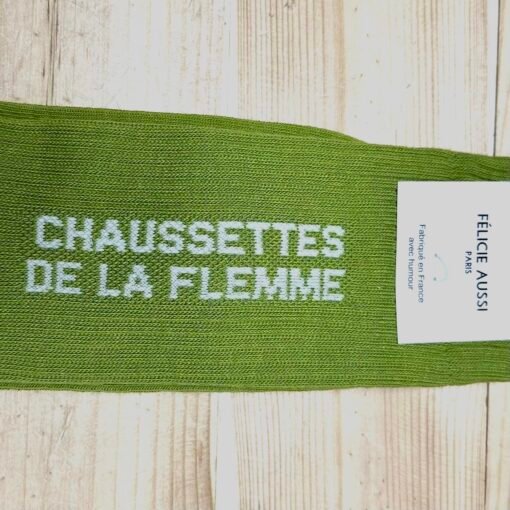 CHAUSSETTES
DE LA FLEMME
FÉLICIE AUSSI
PARIS
Fabriqué en France
avec humour